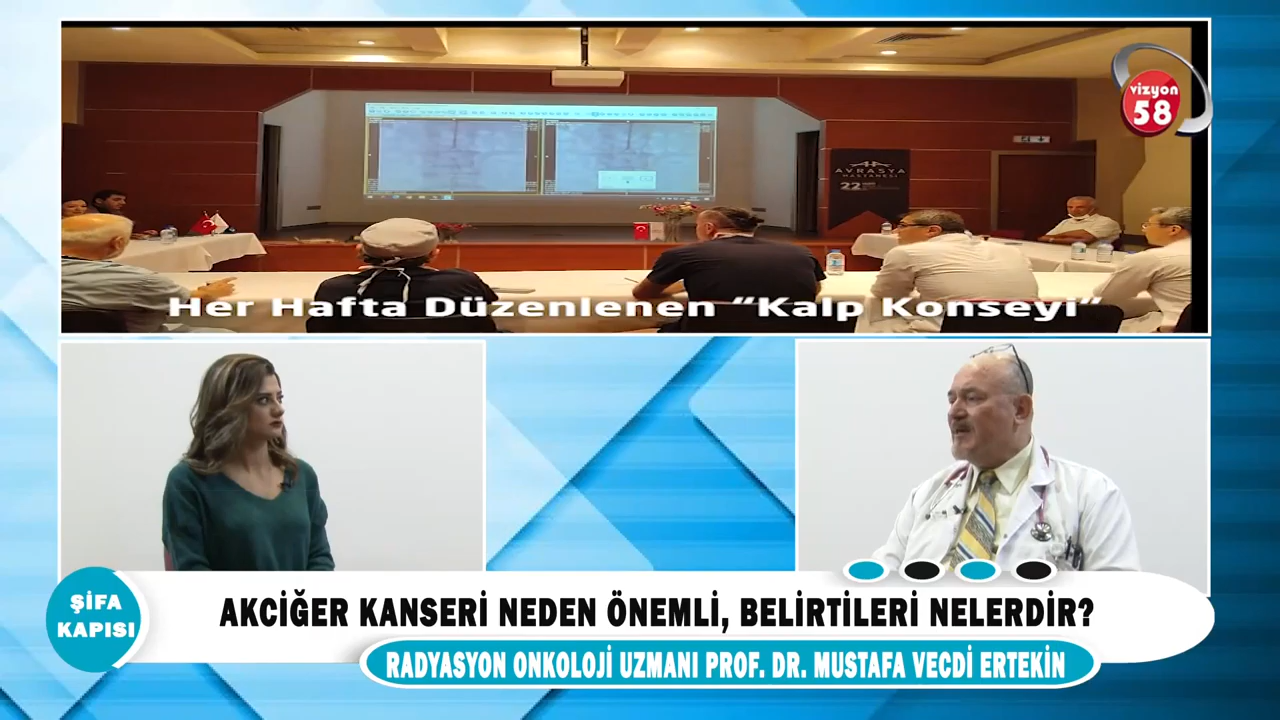 vizyon
58
AVRASYA
HASTANESİ
22
Her Hafta Düzenlenen “Kalp Konseyi”
ŞİFA
KAPISI
AKCİĞER KANSERİ NEDEN ÖNEMLİ, BELİRTİLERİ NELERDİR?
RADYASYON ONKOLOJİ UZMANI PROF. DR. MUSTAFA VECDİ ERTEKİN